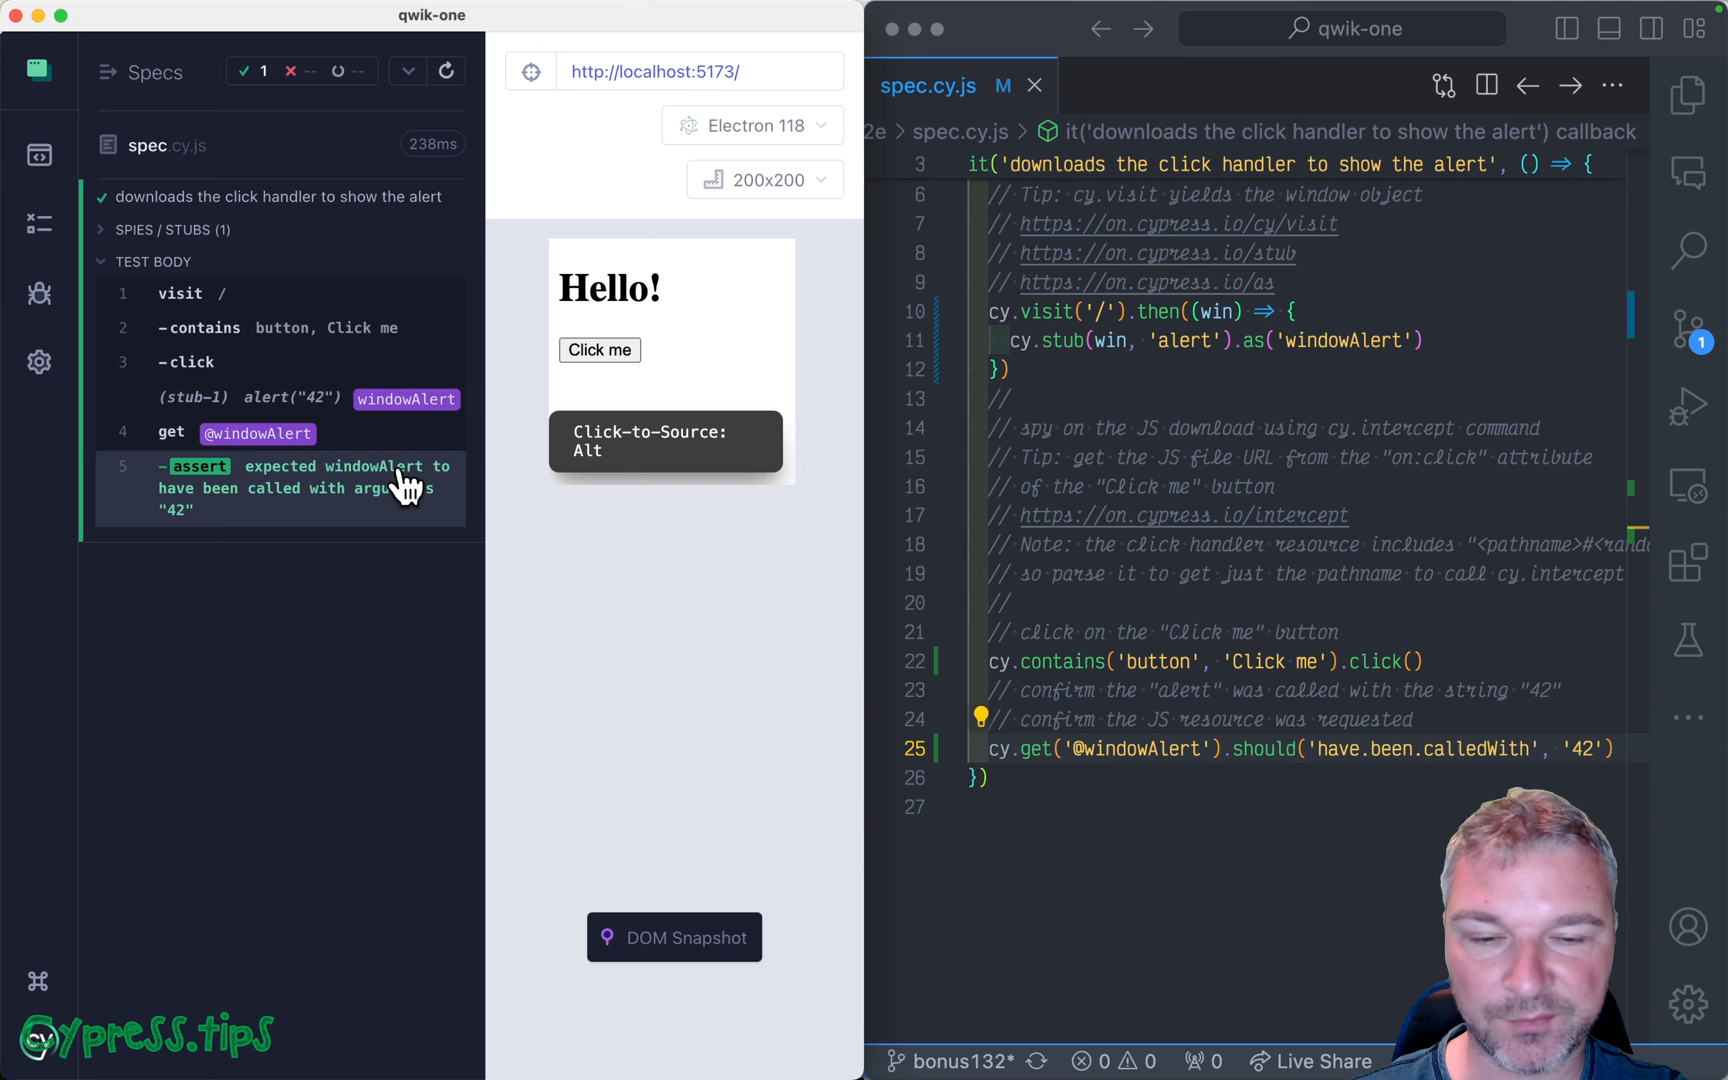 qwik-one
Specs
1
--
--
spec.cy.js
238ms
downloads the click handler to show the alert
SPIES / STUBS (1)
TEST BODY
1 visit /
2 -contains button, Click me
3 -click
(stub-1) alert("42") windowAlert
4 get @windowAlert
5 -assert expected windowAlert to
have been called with
"42"
Cypress.tips
http://localhost:5173/
Electron 118
200x200
Hello!
Click me
Click-to-Source:
Alt
DOM Snapshot
qwik-one
spec.cy.js M
2e > spec.cy.js > it('downloads the click handler to show the alert') callback
3 it('downloads the click handler to show the alert', () => {
6 // Tip: cy.visit yields the window object
7 // https://on.cypress.io/cy/visit
8 // https://on.cypress.io/stub
9 // https://on.cypress.io/as
10 cy.visit('/').then((win) => {
11 cy.stub(win, 'alert').as('windowAlert')
12 })
13 //
14 // spy on the JS download using cy.intercept command
15 // Tip: get the JS file URL from the "on:click" attribute
16 // of the "Click me" button
17 // https://on.cypress.io/intercept
18 // Note: the click handler resource includes "<pathname>#<rando
19 // so parse it to get just the pathname to call cy.intercept
20 //
21 // click on the "Click me" button
22 cy.contains('button', 'Click me').click()
23 // confirm the "alert" was called with the string "42"
24 // confirm the JS resource was requested
25 cy.get('@windowAlert').should('have.been.calledWith', '42')
26 })
27
1
bonus132* 0 0 0 Live Share